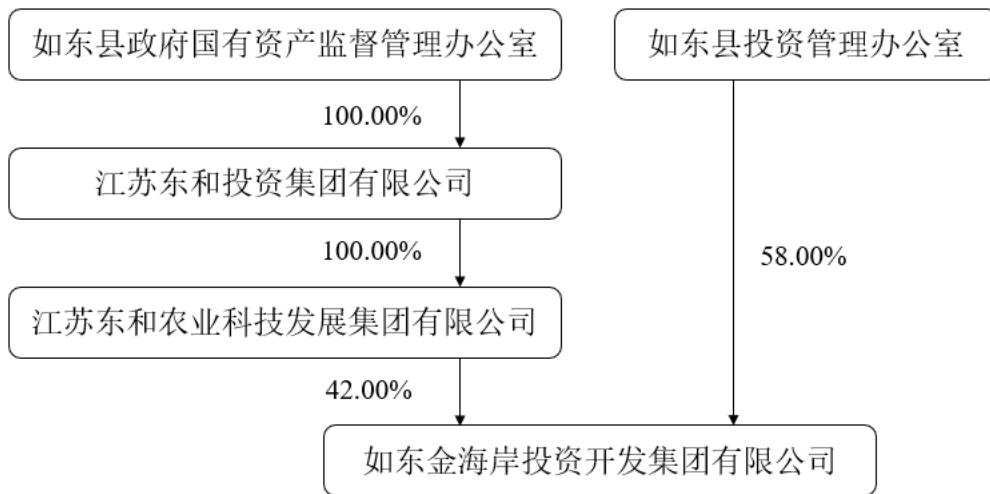 如东县政府国有资产监督管理办公室
如东县投资管理办公室
100.00%
江苏东和投资集团有限公司
100.00%
58.00%
江苏东和农业科技发展集团有限公司
42.00%
如东金海岸投资开发集团有限公司